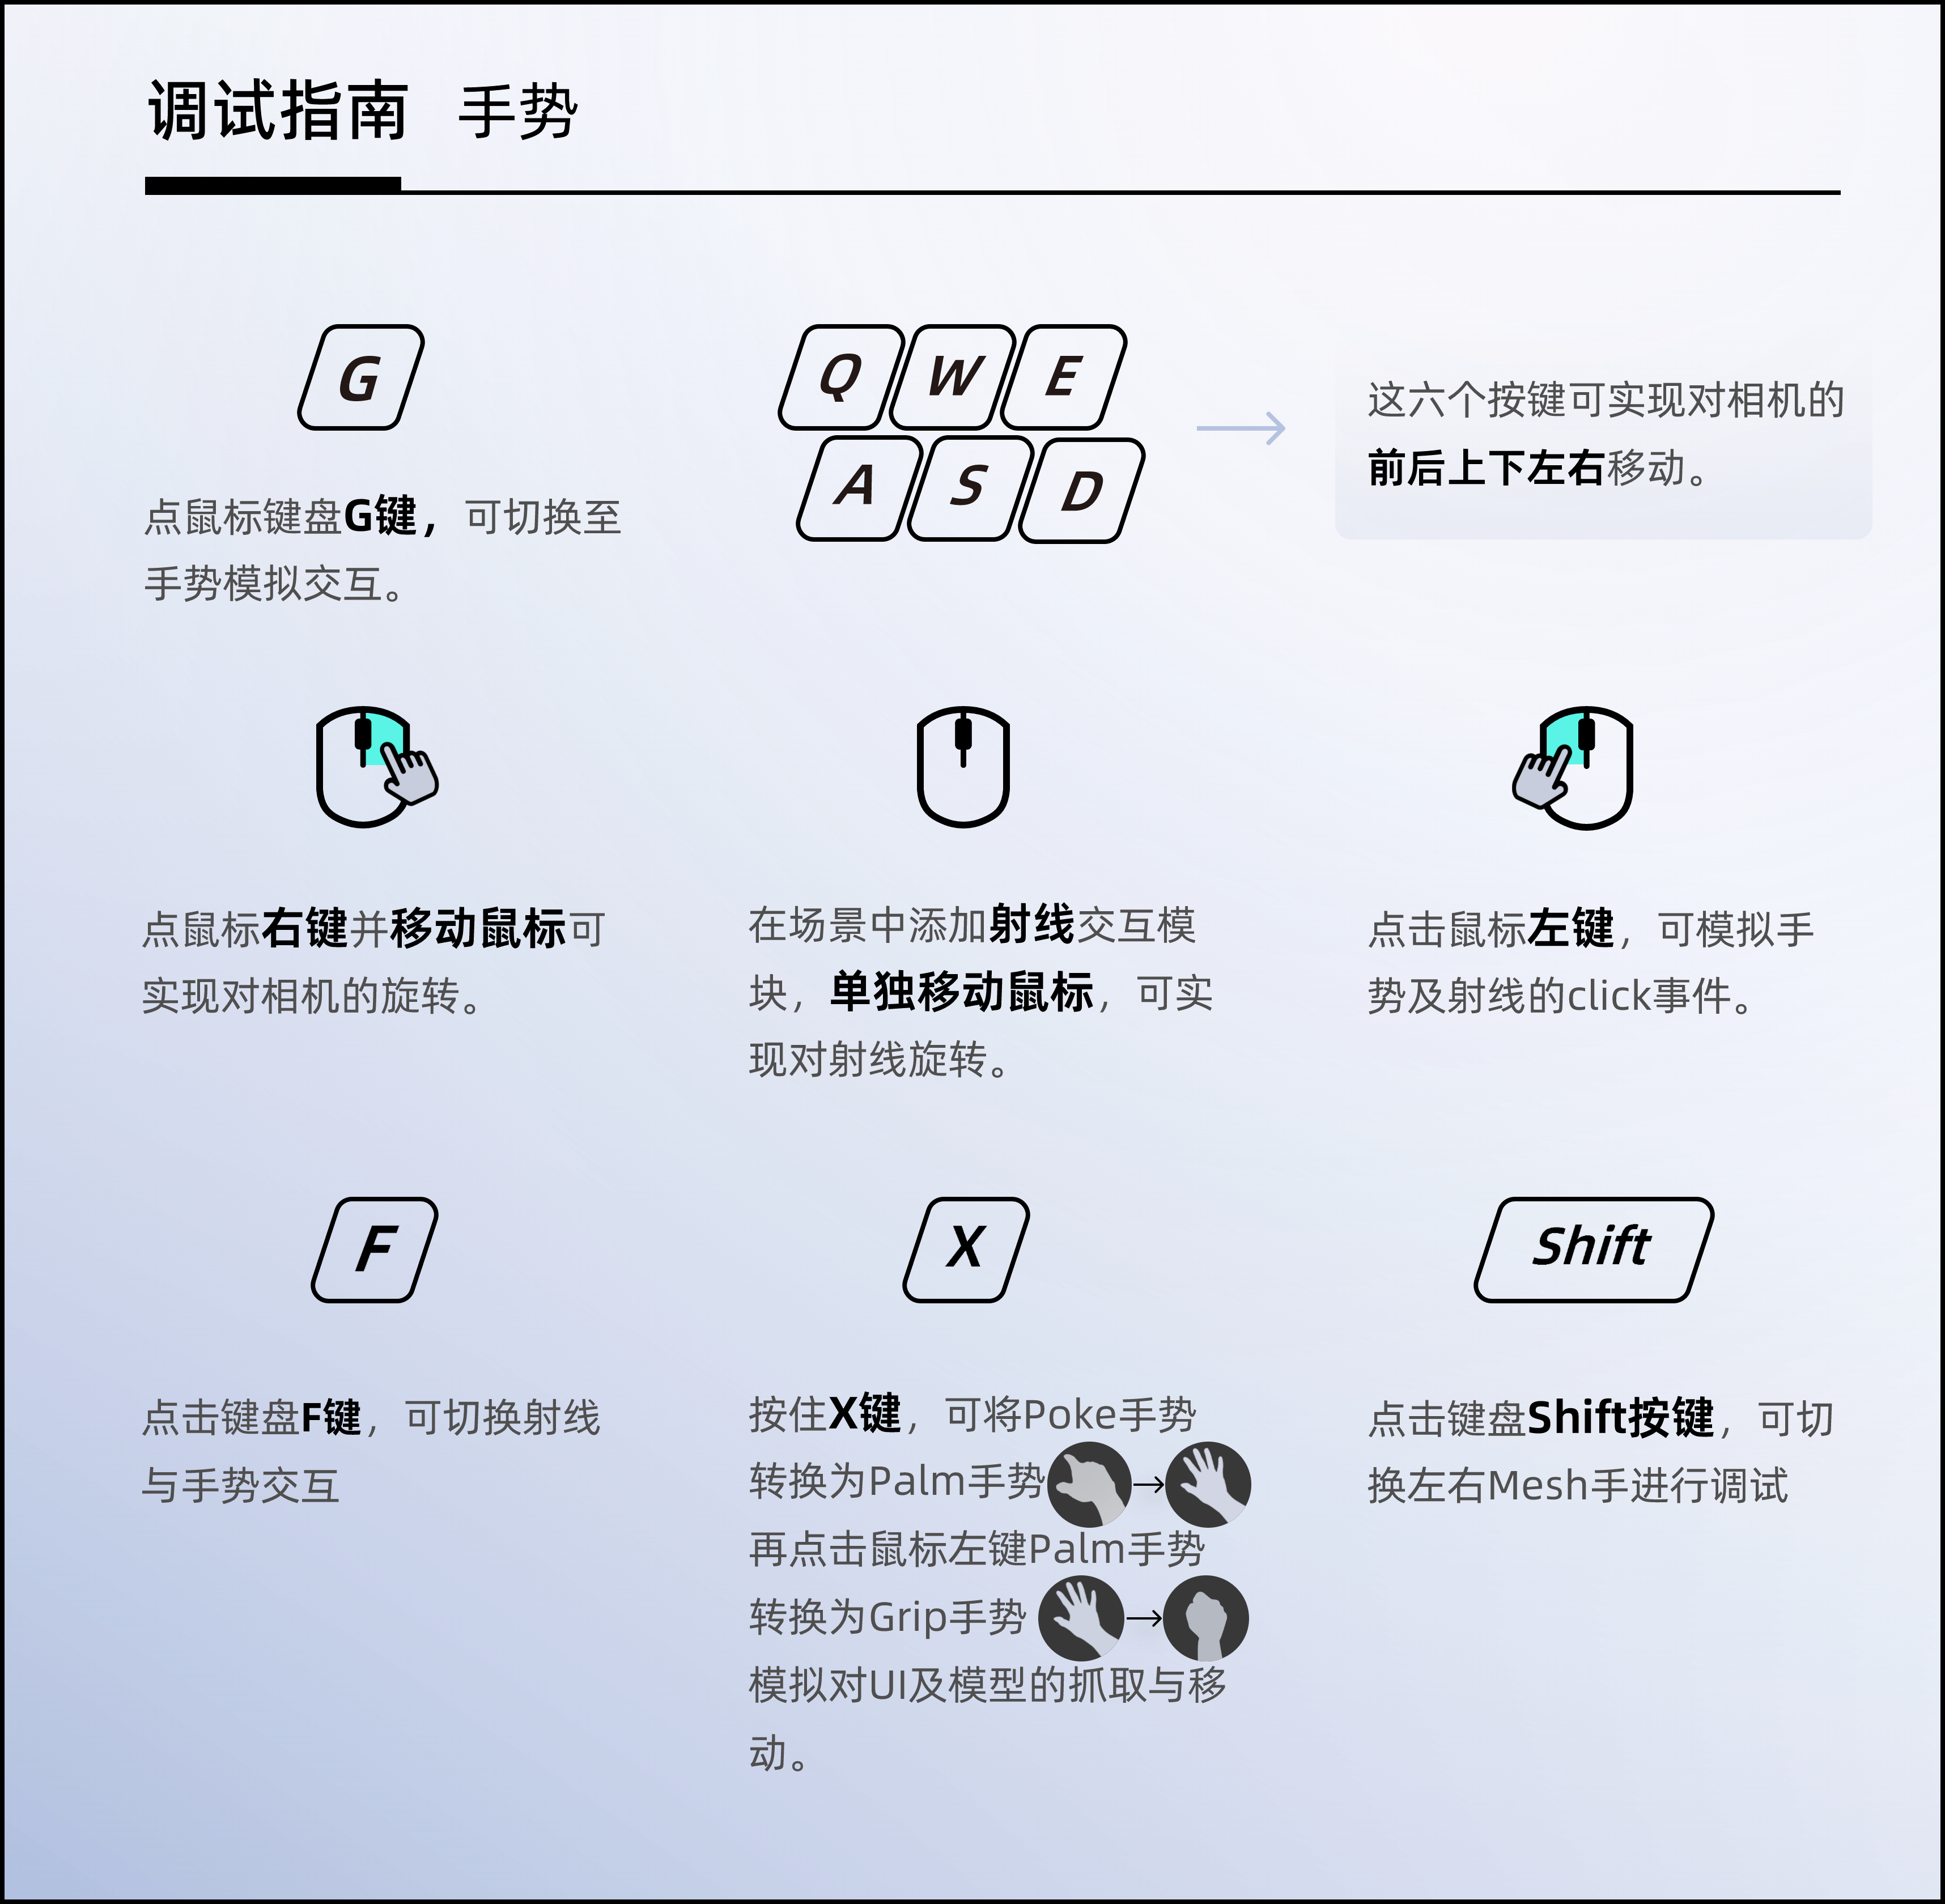 调试指南 手势
G
点鼠标键盘G键，可切换至
手势模拟交互。
Q W E
A S D
这六个按键可实现对相机的
前后上下左右移动。
点鼠标右键并移动鼠标可
实现对相机的旋转。
在场景中添加射线交互模
块，单独移动鼠标，可实
现对射线旋转。
点击鼠标左键，可模拟手
势及射线的click事件。
F
点击键盘F键，可切换射线
与手势交互
X
按住X键，可将Poke手势
转换为Palm手势
再点击鼠标左键Palm手势
转换为Grip手势
模拟对UI及模型的抓取与移
动。
Shift
点击键盘Shift按键，可切
换左右Mesh手进行调试